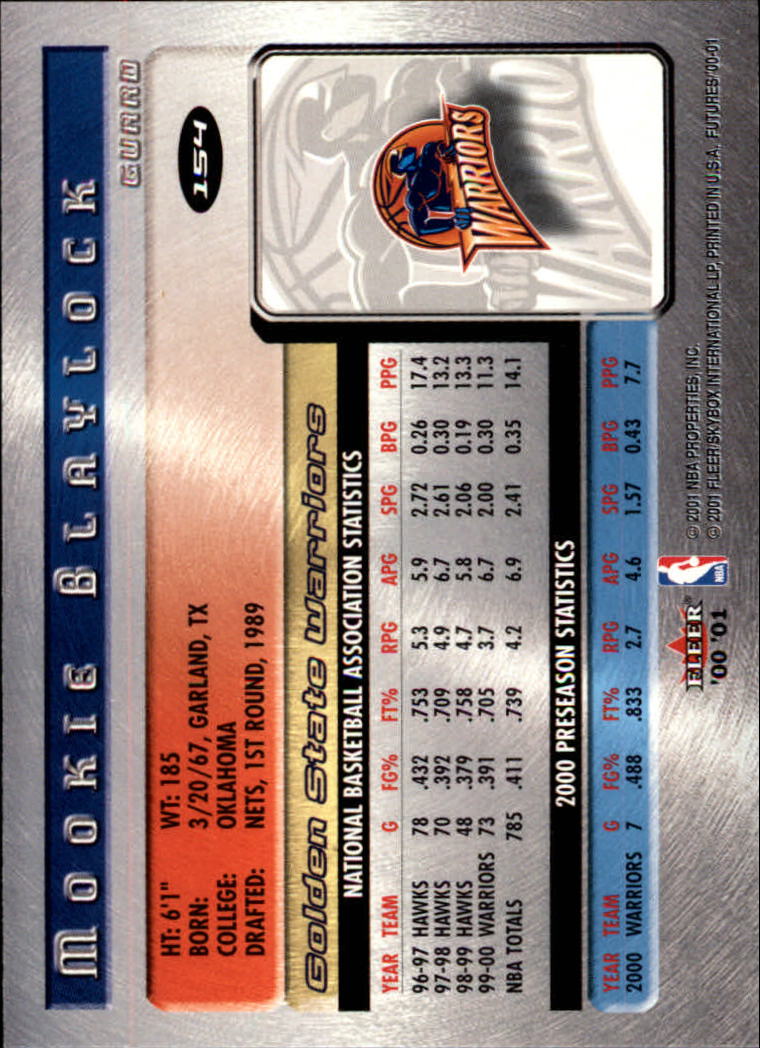 MOOKIE BLAYLOCK
GUARD
HT: 6'1" WT: 185
BORN: 3/20/67, GARLAND, TX
COLLEGE: OKLAHOMA
DRAFTED: NETS, 1ST ROUND, 1989
154
Golden State Warriors
NATIONAL BASKETBALL ASSOCIATION STATISTICS
YEAR TEAM G FG% FT% RPG APG SPG BPG PPG
96-97 HAWKS 78 .432 .753 5.3 5.9 2.72 0.26 17.4
97-98 HAWKS 70 .392 .709 4.9 6.7 2.61 0.30 13.2
98-99 HAWKS 48 .379 .758 4.7 5.8 2.06 0.19 13.3
99-00 WARRIORS 73 .391 .705 3.7 6.7 2.00 0.30 11.3
NBA TOTALS 785 .411 .739 4.2 6.9 2.41 0.35 14.1
2000 PRESEASON STATISTICS
YEAR TEAM G FG% FT% RPG APG SPG BPG PPG
2000 WARRIORS 7 .488 .833 2.7 4.6 1.57 0.43 7.7
WARRIORS
WARRIORS
FLEER®
'00 '01
NBA
© 2001 NBA PROPERTIES, INC.
© 2001 FLEER/SKYBOX INTERNATIONAL LP, PRINTED IN U.S.A. FUTURES '00-01